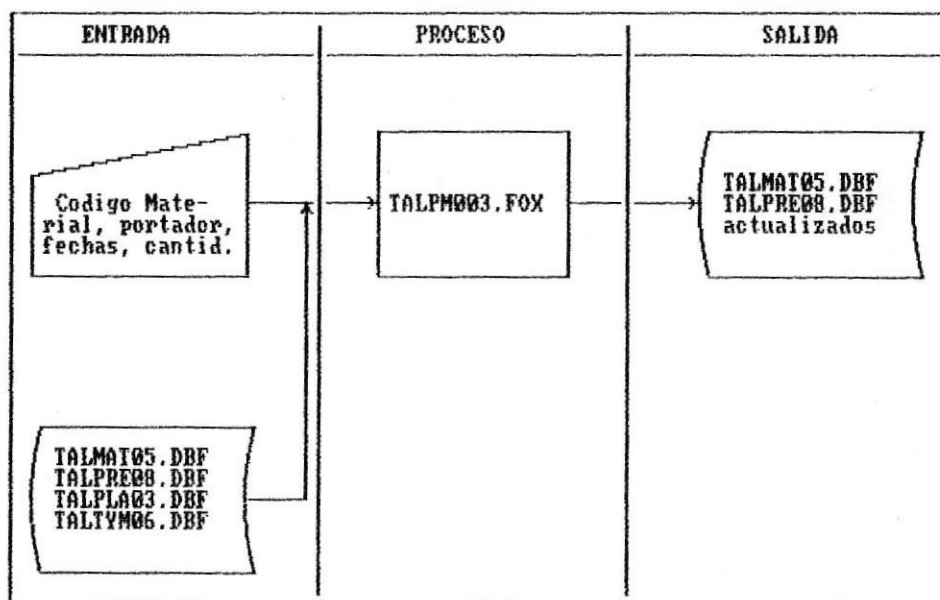 ENTRADA
PROCESO
SALIDA
Codigo Mate-
rial, portador,
fechas, cantid.
TALPM003.FOX
TALMAT05.DBF
TALPRE08.DBF
actualizados
TALMAT05.DBF
TALPRE08.DBF
TALPLA03.DBF
TALTYM06.DBF